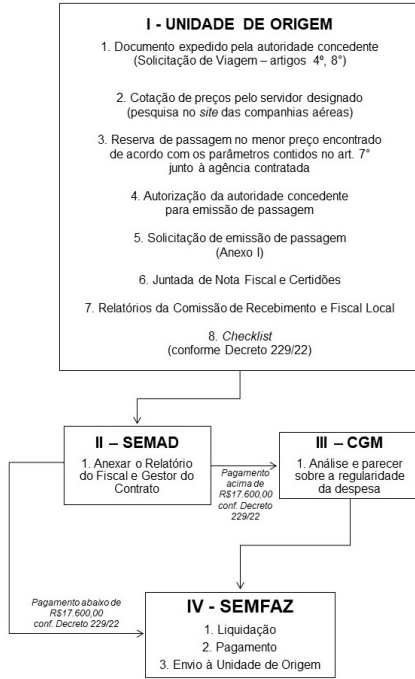 I - UNIDADE DE ORIGEM
1. Documento expedido pela autoridade concedente
(Solicitação de Viagem – artigos 4º, 8°)
2. Cotação de preços pelo servidor designado
(pesquisa no site das companhias aéreas)
3. Reserva de passagem no menor preço encontrado
de acordo com os parâmetros contidos no art. 7°
junto à agência contratada
4. Autorização da autoridade concedente
para emissão de passagem
5. Solicitação de emissão de passagem
(Anexo I)
6. Juntada de Nota Fiscal e Certidões
7. Relatórios da Comissão de Recebimento e Fiscal Local
8. Checklist
(conforme Decreto 229/22)
II – SEMAD
1. Anexar o Relatório
do Fiscal e Gestor do
Contrato
Pagamento
acima de
R$17.600,00
conf. Decreto
229/22
III – CGM
1. Análise e parecer
sobre a regularidade
da despesa
Pagamento abaixo de
R$17.600,00
conf. Decreto 229/22
IV - SEMFAZ
1. Liquidação
2. Pagamento
3. Envio à Unidade de Origem